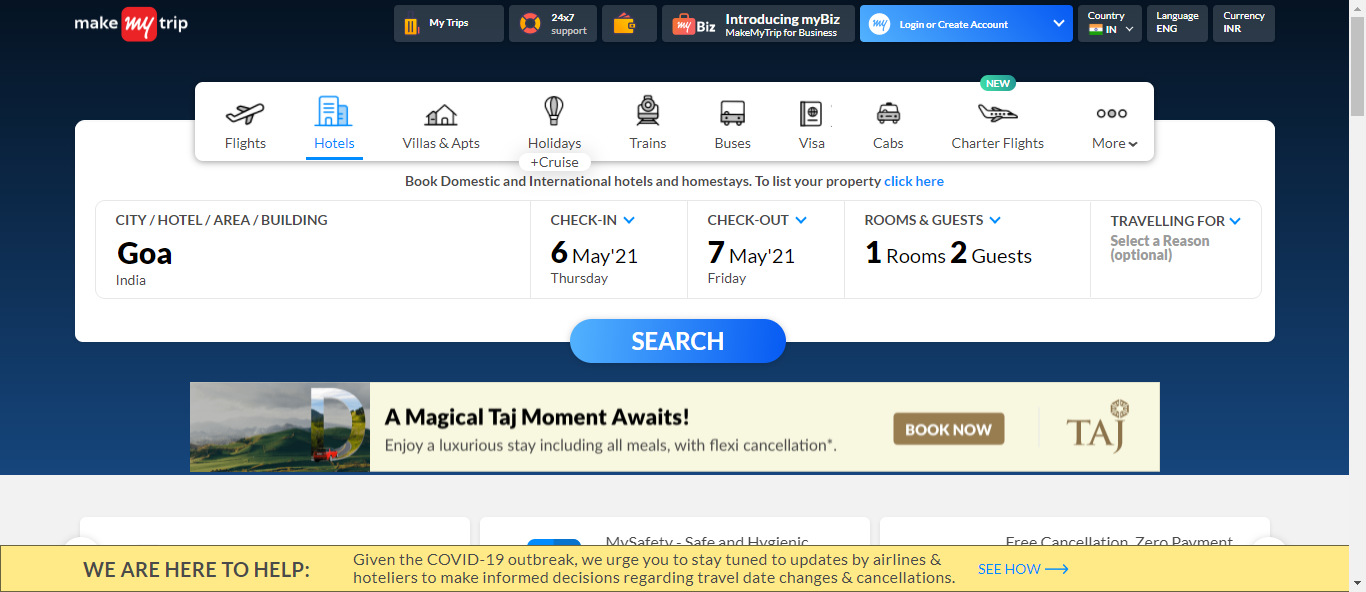 make my trip
My Trips
24x7
support
my Biz
Introducing myBiz
MakeMyTrip for Business
my
Login or Create Account
Country
IN
Language
ENG
Currency
INR
NEW
Flights
Hotels
Villas & Apts
Holidays
+Cruise
Trains
Buses
Visa
Cabs
Charter Flights
More
Book Domestic and International hotels and homestays. To list your property click here
CITY / HOTEL / AREA / BUILDING
Goa
India
CHECK-IN
6 May'21
Thursday
CHECK-OUT
7 May'21
Friday
ROOMS & GUESTS
1 Rooms 2 Guests
TRAVELLING FOR
Select a Reason
(optional)
SEARCH
D
A Magical Taj Moment Awaits!
Enjoy a luxurious stay including all meals, with flexi cancellation*.
BOOK NOW
TAJ
MySafety - Safe and Hygienic
Free Cancellation, Zero Payment
WE ARE HERE TO HELP:
Given the COVID-19 outbreak, we urge you to stay tuned to updates by airlines &
hoteliers to make informed decisions regarding travel date changes & cancellations.
SEE HOW